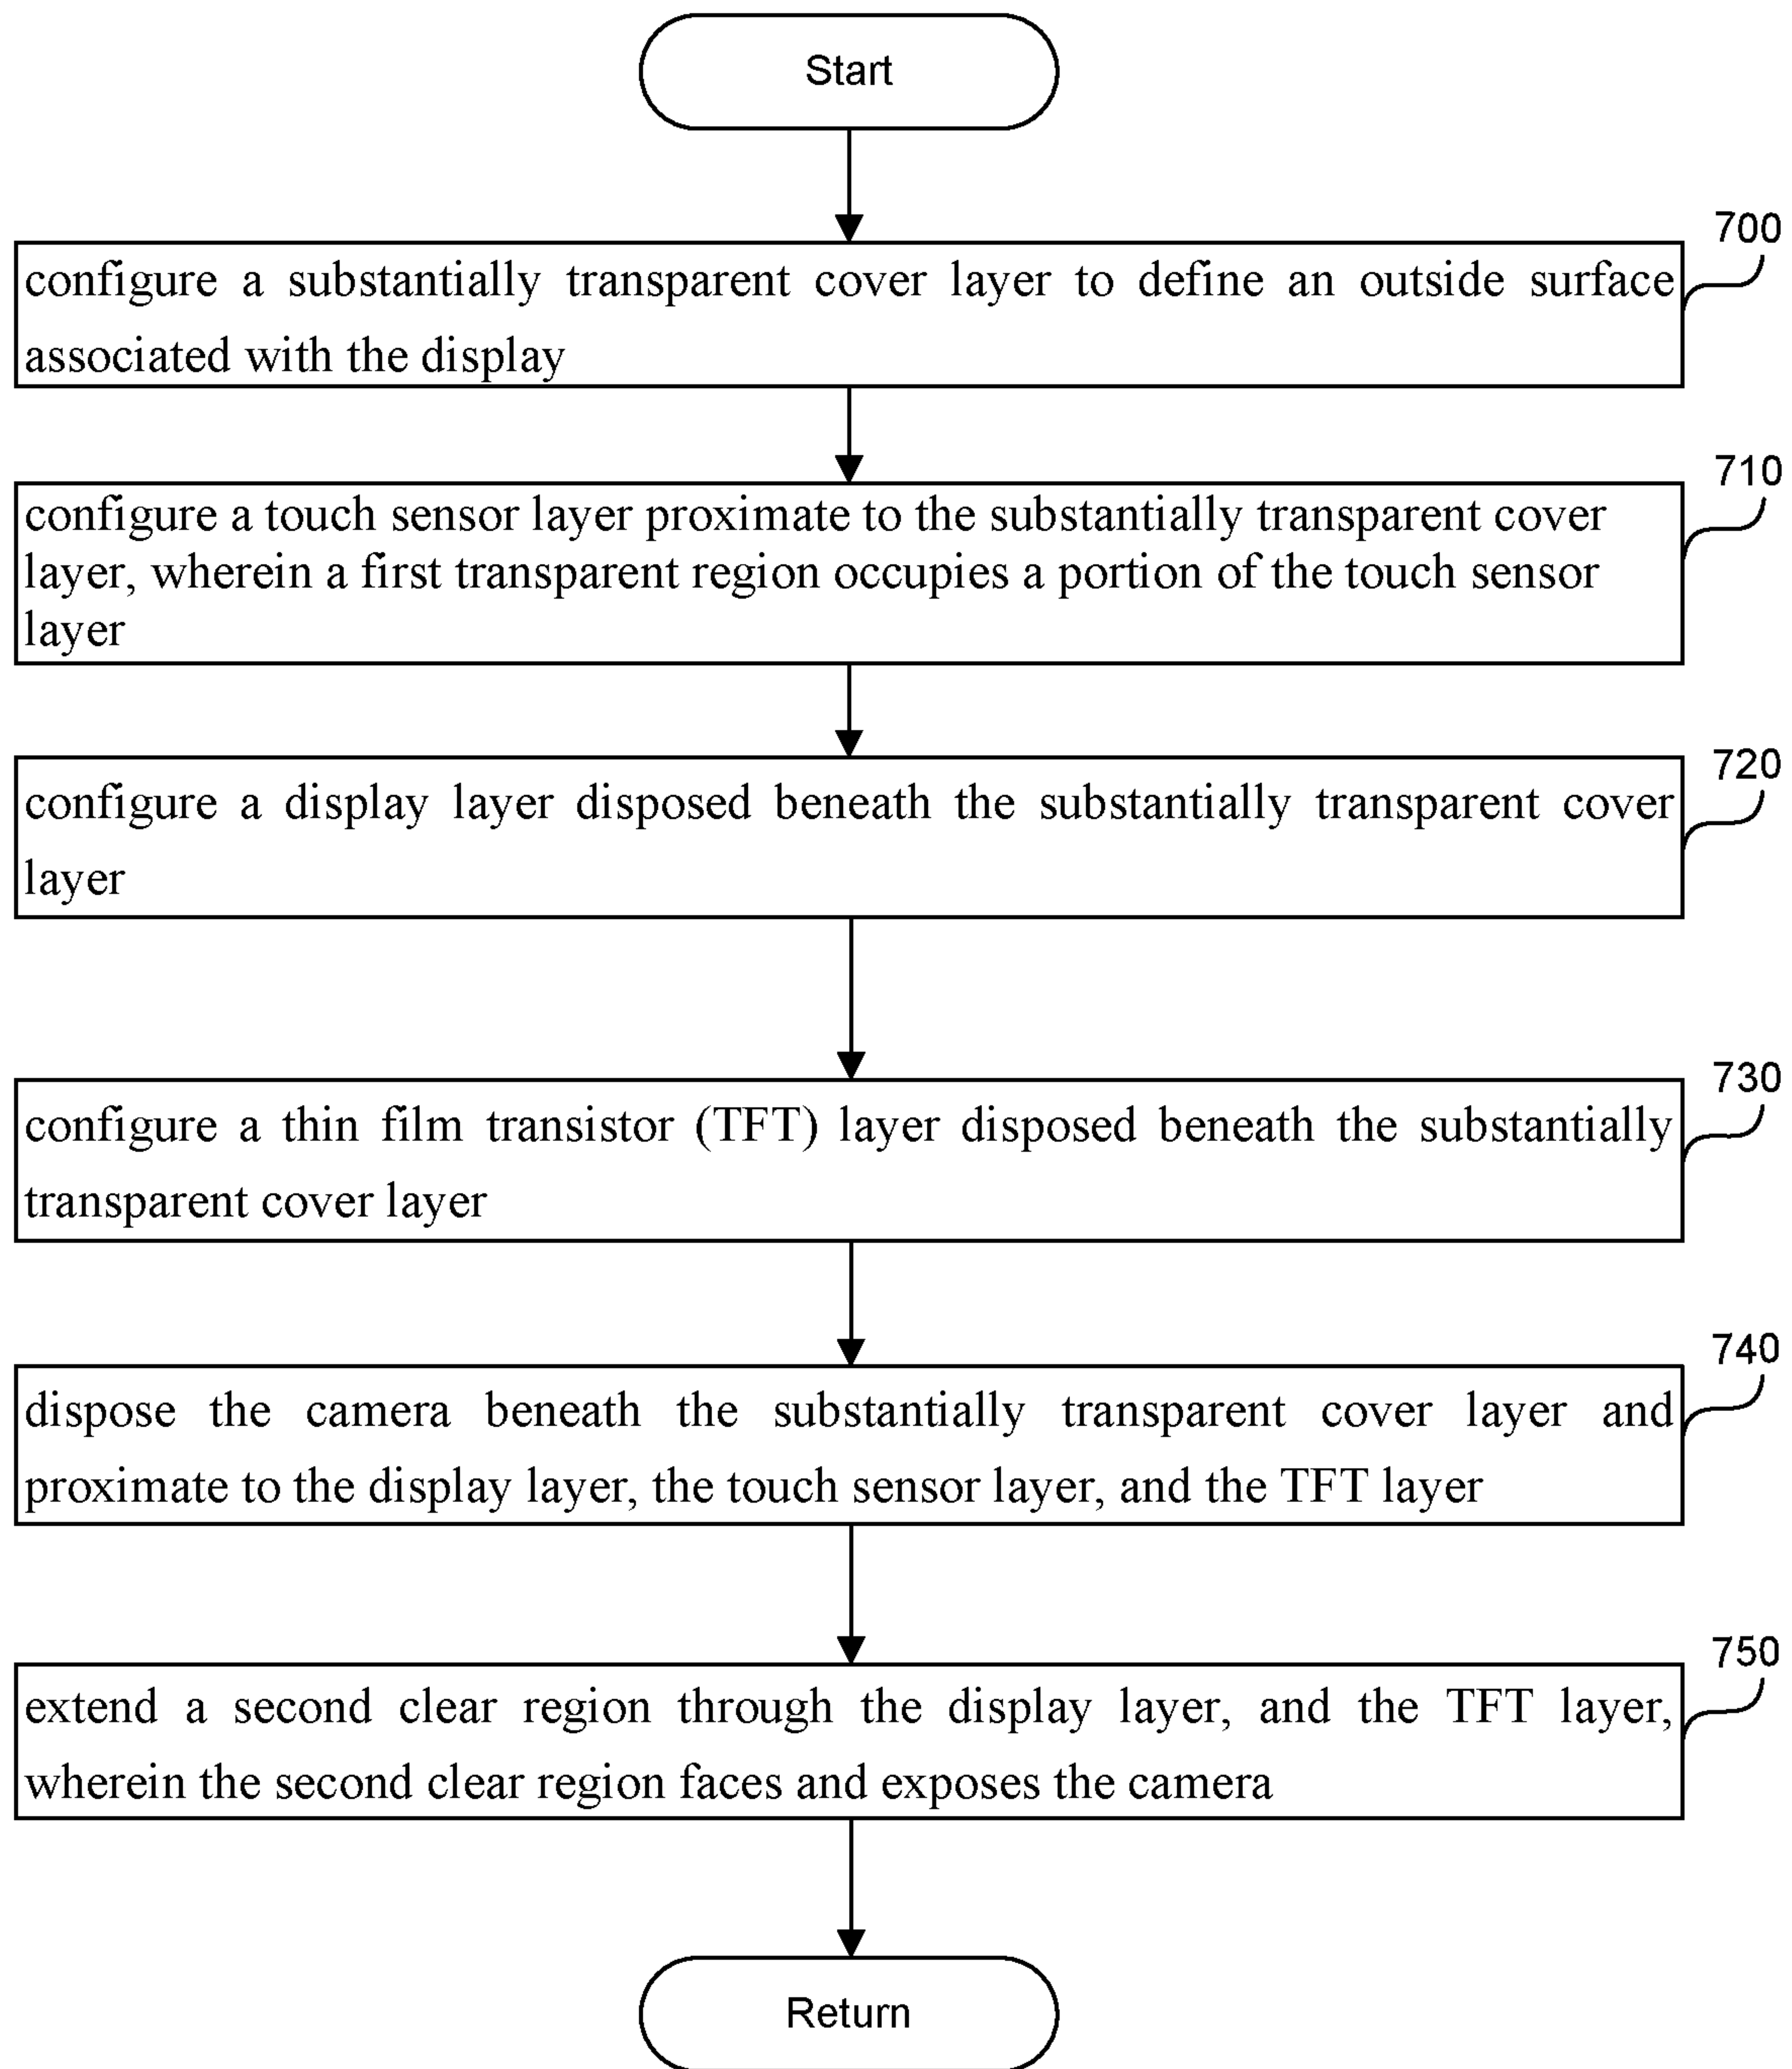 Start
700
configure a substantially transparent cover layer to define an outside surface
associated with the display
710
configure a touch sensor layer proximate to the substantially transparent cover
layer, wherein a first transparent region occupies a portion of the touch sensor
layer
720
configure a display layer disposed beneath the substantially transparent cover
layer
730
configure a thin film transistor (TFT) layer disposed beneath the substantially
transparent cover layer
740
dispose the camera beneath the substantially transparent cover layer and
proximate to the display layer, the touch sensor layer, and the TFT layer
750
extend a second clear region through the display layer, and the TFT layer,
wherein the second clear region faces and exposes the camera
Return